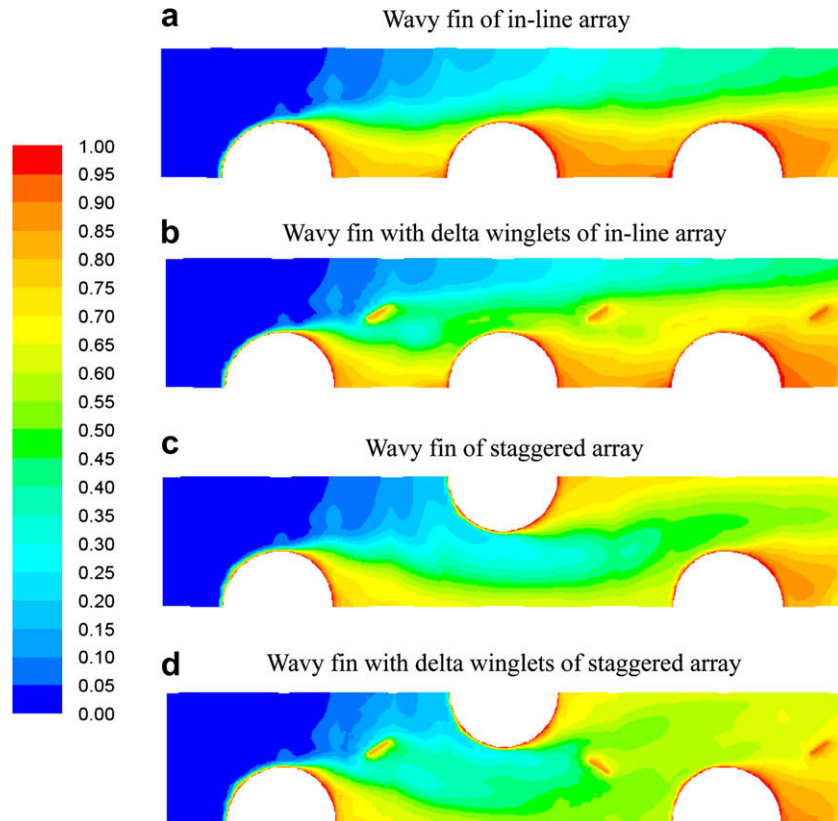 a
Wavy fin of in-line array
1.00
0.95
0.90
0.85
0.80
0.75
0.70
0.65
0.60
0.55
0.50
0.45
0.40
0.35
0.30
0.25
0.20
0.15
0.10
0.05
0.00
b
Wavy fin with delta winglets of in-line array
c
Wavy fin of staggered array
d
Wavy fin with delta winglets of staggered array